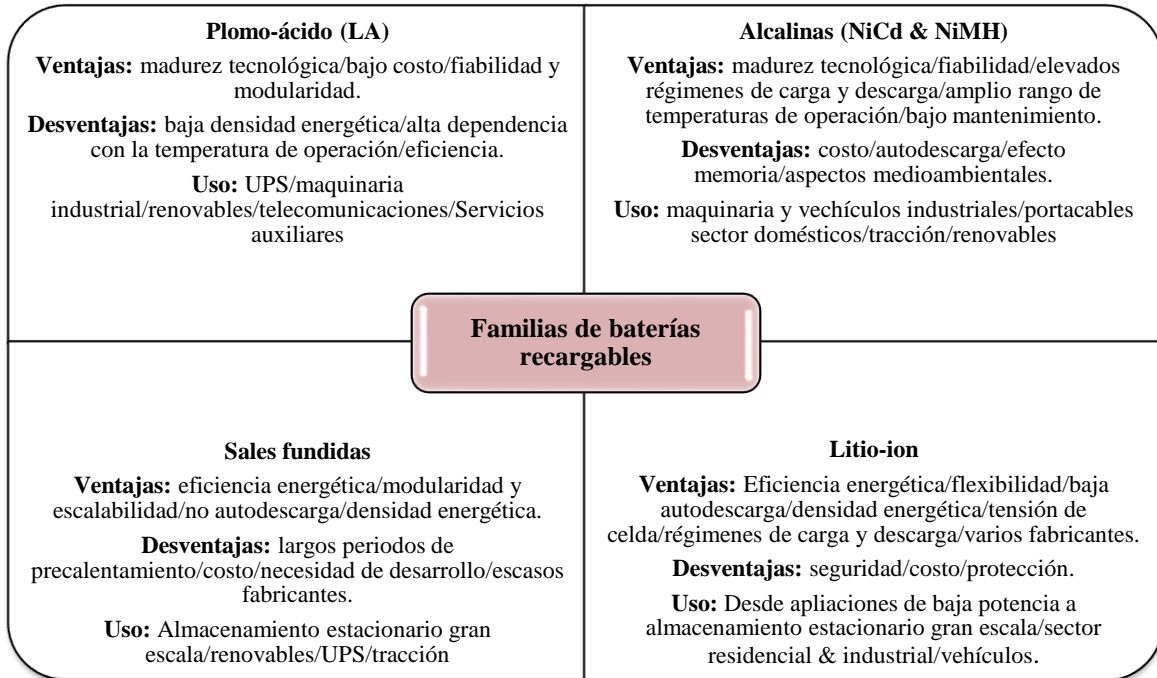 Plomo-ácido (LA)
Ventajas: madurez tecnológica/bajo costo/fiabilidad y
modularidad.
Desventajas: baja densidad energética/alta dependencia
con la temperatura de operación/eficiencia.
Uso: UPS/maquinaria
industrial/renovables/telecomunicaciones/Servicios
auxiliares
Alcalinas (NiCd & NiMH)
Ventajas: madurez tecnológica/fiabilidad/elevados
régimenes de carga y descarga/amplio rango de
temperaturas de operación/bajo mantenimiento.
Desventajas: costo/autodescarga/efecto
memoria/aspectos medioambientales.
Uso: maquinaria y vechículos industriales/portacables
sector domésticos/tracción/renovables
Familias de baterías
recargables
Sales fundidas
Ventajas: eficiencia energética/modularidad y
escalabilidad/no autodescarga/densidad energética.
Desventajas: largos periodos de
precalentamiento/costo/necesidad de desarrollo/escasos
fabricantes.
Uso: Almacenamiento estacionario gran
escala/renovables/UPS/tracción
Litio-ion
Ventajas: Eficiencia energética/flexibilidad/baja
autodescarga/densidad energética/tensión de
celda/régimenes de carga y descarga/varios fabricantes.
Desventajas: seguridad/costo/protección.
Uso: Desde apliaciones de baja potencia a
almacenamiento estacionario gran escala/sector
residencial & industrial/vehículos.